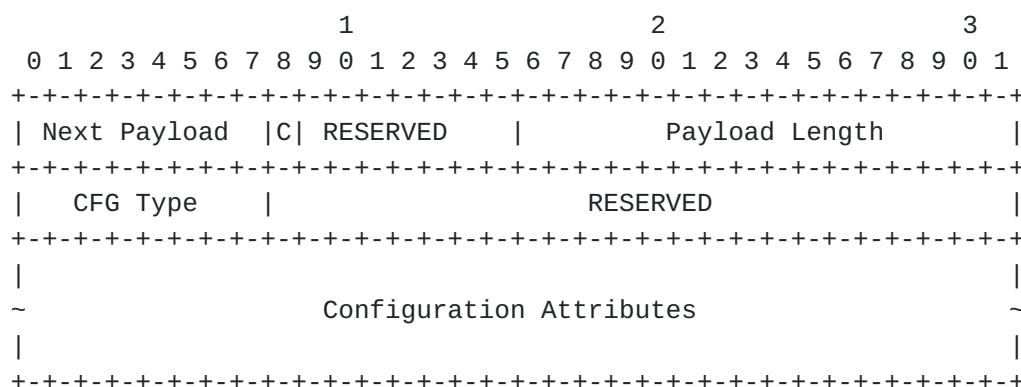 1                   2                   3
 0 1 2 3 4 5 6 7 8 9 0 1 2 3 4 5 6 7 8 9 0 1 2 3 4 5 6 7 8 9 0 1
+-+-+-+-+-+-+-+-+-+-+-+-+-+-+-+-+-+-+-+-+-+-+-+-+-+-+-+-+-+-+-+-+
| Next Payload  |C| RESERVED    |         Payload Length        |
+-+-+-+-+-+-+-+-+-+-+-+-+-+-+-+-+-+-+-+-+-+-+-+-+-+-+-+-+-+-+-+-+
|   CFG Type    |                    RESERVED                   |
+-+-+-+-+-+-+-+-+-+-+-+-+-+-+-+-+-+-+-+-+-+-+-+-+-+-+-+-+-+-+-+-+
|                                                               |
~                   Configuration Attributes                    ~
|                                                               |
+-+-+-+-+-+-+-+-+-+-+-+-+-+-+-+-+-+-+-+-+-+-+-+-+-+-+-+-+-+-+-+-+